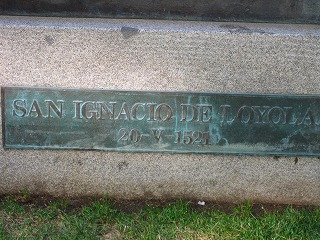 SAN IGNACIO DE LOYOLA
20-V-1521